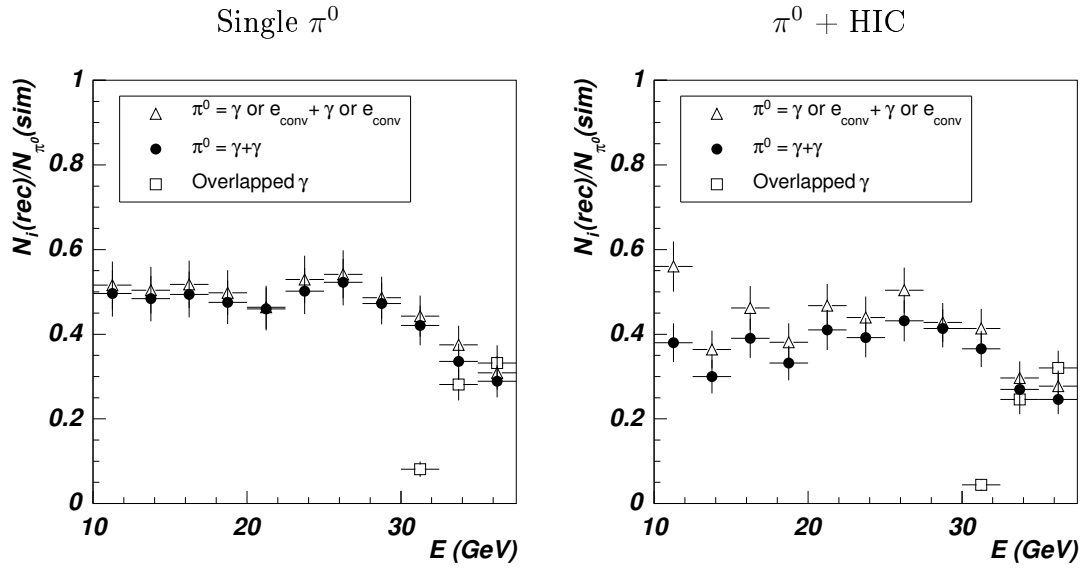 Single π⁰
π⁰ + HIC
N_i(rec)/N_π⁰(sim)
1
0.8
0.6
0.4
0.2
0
π⁰ = γ or e_conv + γ or e_conv
π⁰ = γ+γ
Overlapped γ
10
20
30
E (GeV)
N_i(rec)/N_π⁰(sim)
1
0.8
0.6
0.4
0.2
0
π⁰ = γ or e_conv + γ or e_conv
π⁰ = γ+γ
Overlapped γ
10
20
30
E (GeV)